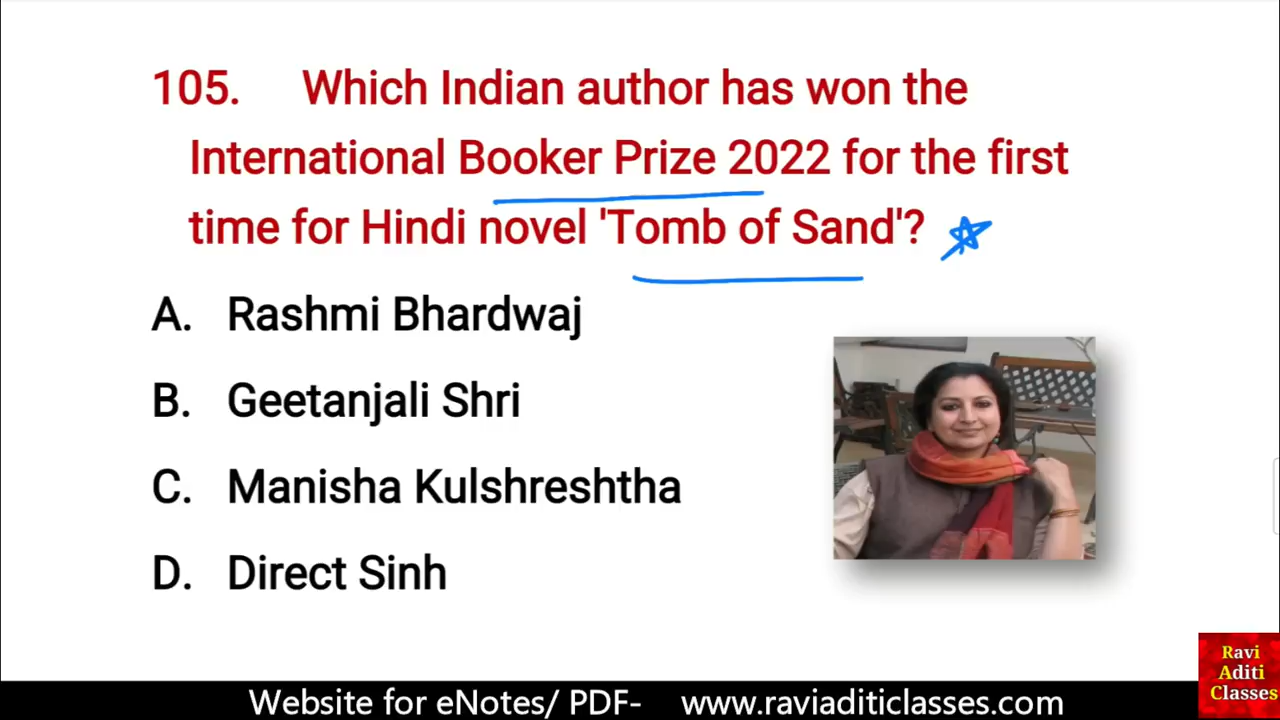 105. Which Indian author has won the
International Booker Prize 2022 for the first
time for Hindi novel 'Tomb of Sand'?
A. Rashmi Bhardwaj
B. Geetanjali Shri
C. Manisha Kulshreshtha
D. Direct Sinh
Ravi
Aditi
Classes
Website for eNotes/ PDF- www.raviaditiclasses.com